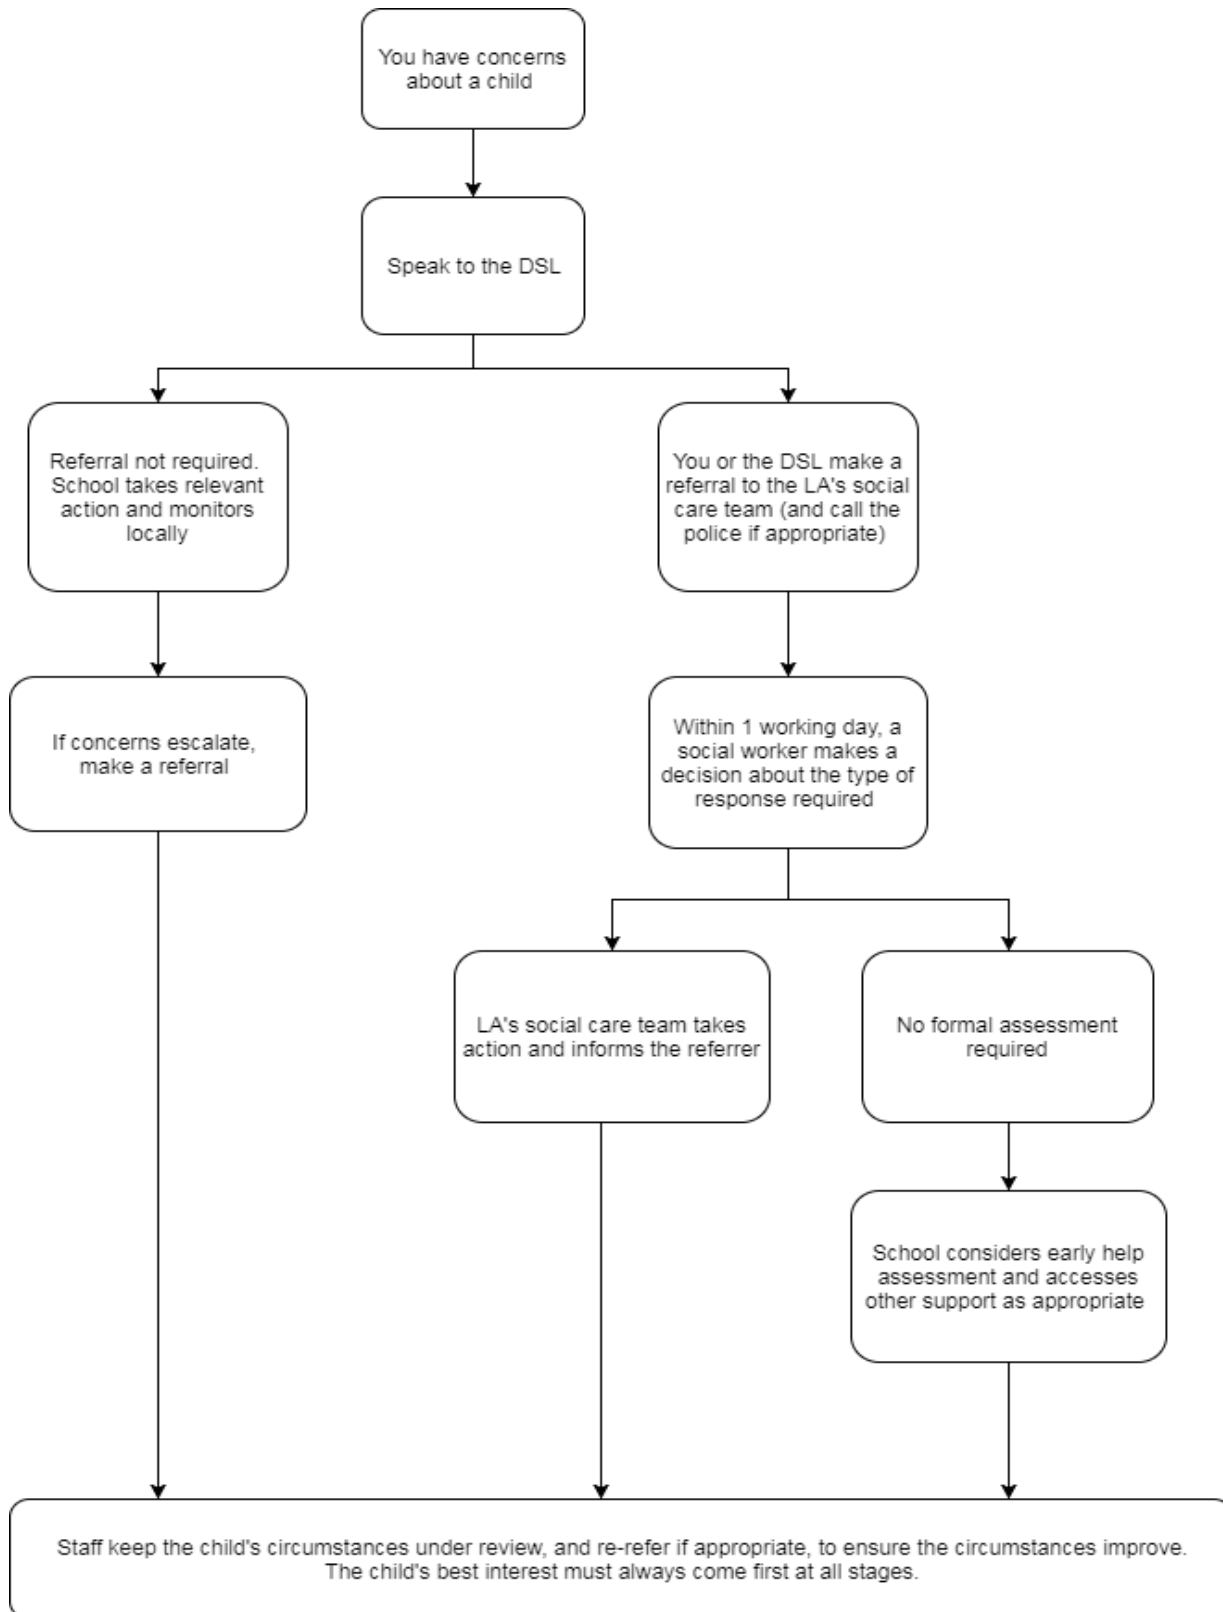 You have concerns
about a child
Speak to the DSL
Referral not required.
School takes relevant
action and monitors
locally
You or the DSL make a
referral to the LA's social
care team (and call the
police if appropriate)
If concerns escalate,
make a referral
Within 1 working day, a
social worker makes a
decision about the type of
response required
LA's social care team takes
action and informs the referrer
No formal assessment
required
School considers early help
assessment and accesses
other support as appropriate
Staff keep the child's circumstances under review, and re-refer if appropriate, to ensure the circumstances improve.
The child's best interest must always come first at all stages.